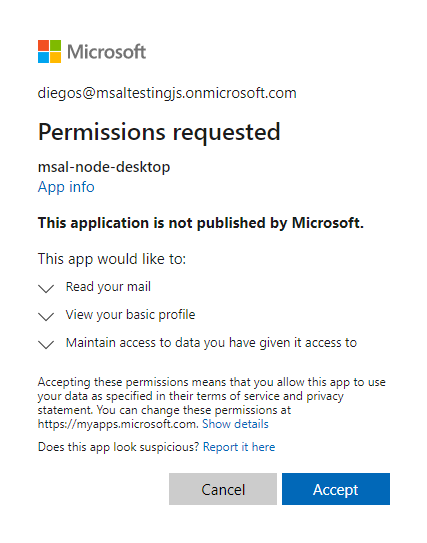 Microsoft
diegos@msaltestingjs.onmicrosoft.com
Permissions requested
msal-node-desktop
App info
This application is not published by Microsoft.
This app would like to:
Read your mail
View your basic profile
Maintain access to data you have given it access to
Accepting these permissions means that you allow this app to use
your data as specified in their terms of service and privacy
statement. You can change these permissions at
https://myapps.microsoft.com. Show details
Does this app look suspicious? Report it here
Cancel
Accept